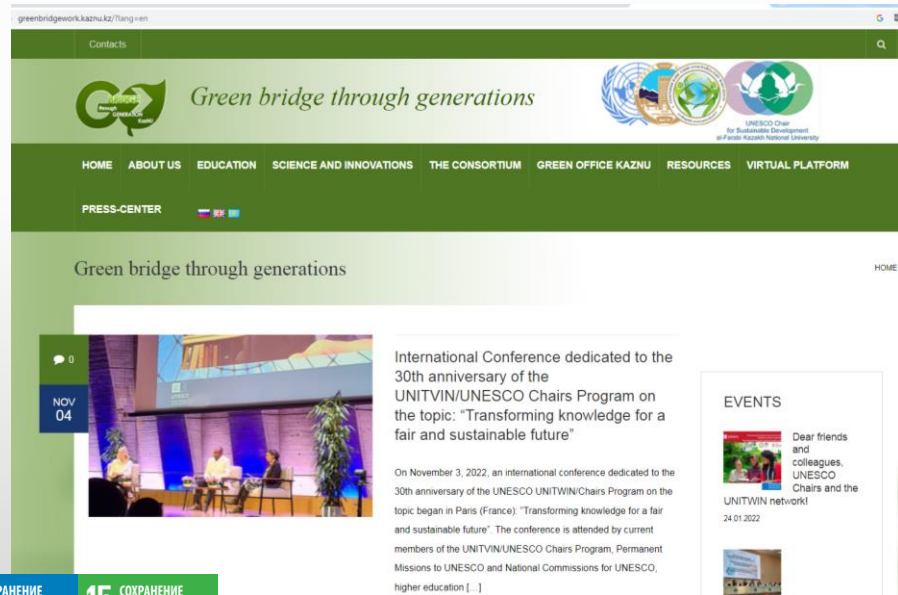 greenbridgework.kaznu.kz/?lang=en
Contacts
BRIDGE
through
GENERATION
KazNU
Green bridge through generations
UNESCO Chair
for Sustainable Development
al-Farabi Kazakh National University
HOME ABOUT US EDUCATION SCIENCE AND INNOVATIONS THE CONSORTIUM GREEN OFFICE KAZNU RESOURCES VIRTUAL PLATFORM
PRESS-CENTER
Green bridge through generations
HOME
0
NOV
04
International Conference dedicated to the
30th anniversary of the
UNITVIN/UNESCO Chairs Program on
the topic: “Transforming knowledge for a
fair and sustainable future”
On November 3, 2022, an international conference dedicated to the
30th anniversary of the UNESCO UNITWIN/Chairs Program on the
topic began in Paris (France): “Transforming knowledge for a fair
and sustainable future”. The conference is attended by current
members of the UNITVIN/UNESCO Chairs Program, Permanent
Missions to UNESCO and National Commissions for UNESCO,
higher education [...]
EVENTS
Dear friends
and
colleagues,
UNESCO
Chairs and the
UNITWIN network!
24.01.2022
15 СОХРАНЕНИЕ